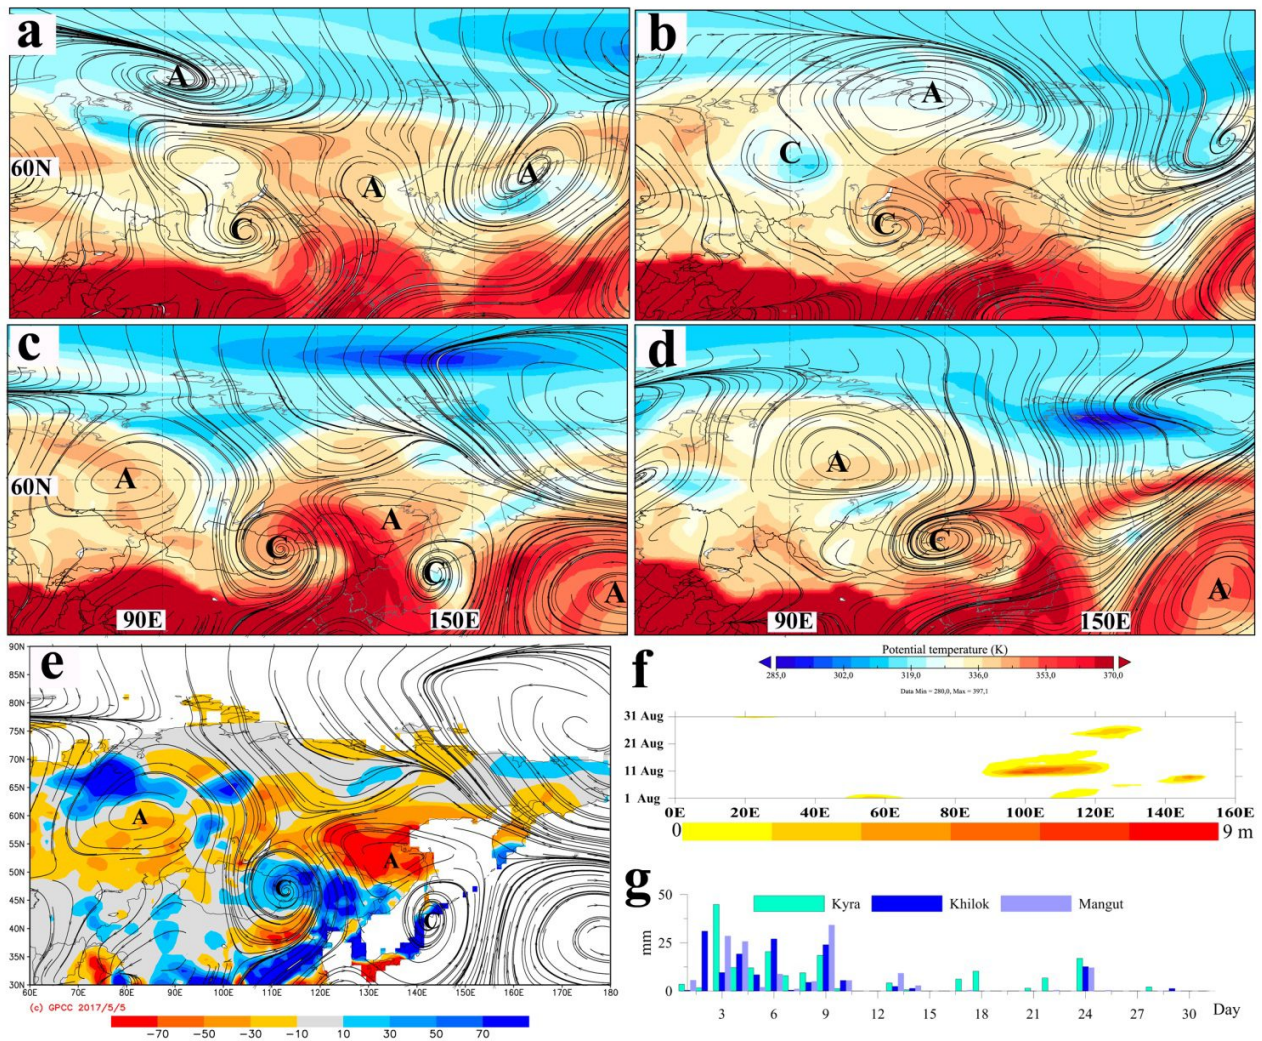 a
A
60N
A
A
C
b
A
C
C
c
A
60N
A
C
C
A
90E
150E
d
A
C
A
90E
150E
e
90N
85N
80N
75N
70N
65N
60N
55N
50N
45N
40N
35N
30N
A
A
C
C
60E
70E
80E
90E
100E
110E
120E
130E
140E
150E
160E
170E
180
(c) GPCC 2017/5/5
-70 -50 -30 -10 10 30 50 70
Potential temperature (K)
285,0 302,0 319,0 336,0 353,0 370,0
Data Min = 280,0, Max = 397,1
f
31 Aug
21 Aug
11 Aug
1 Aug
0E 20E 40E 60E 80E 100E 120E 140E 160E
0 9 m
g
50
25
0
mm
Kyra Khilok Mangut
3 6 9 12 15 18 21 24 27 30 Day